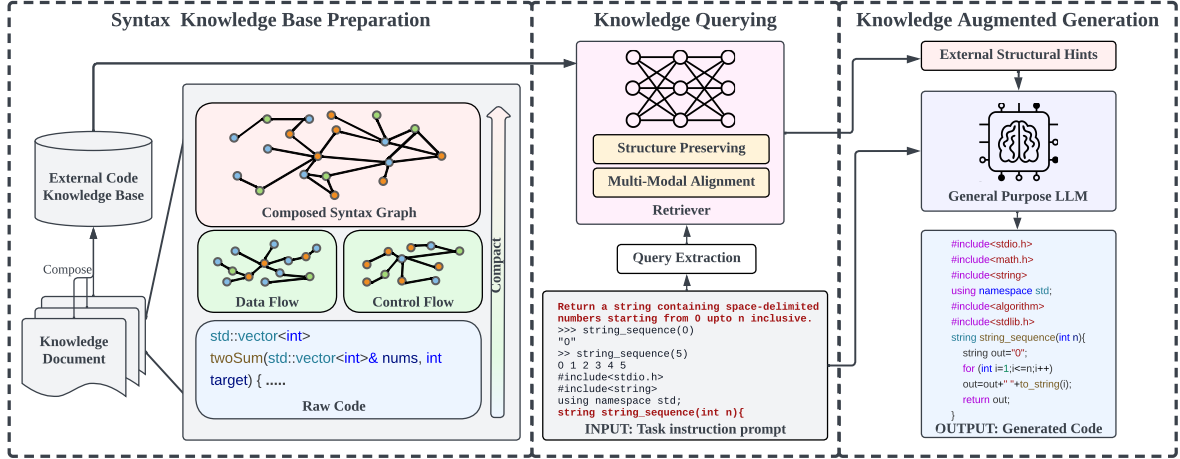 Syntax Knowledge Base Preparation
External Code
Knowledge Base
Compose
Knowledge
Document
Composed Syntax Graph
Data Flow
Control Flow
Compact
std::vector<int>
twoSum(std::vector<int>& nums, int
target) { .....
Raw Code
Knowledge Querying
Structure Preserving
Multi-Modal Alignment
Retriever
Query Extraction
Return a string containing space-delimited
numbers starting from 0 upto n inclusive.
>>> string_sequence(0)
"0"
>> string_sequence(5)
0 1 2 3 4 5
#include<stdio.h>
#include<string>
using namespace std;
string string_sequence(int n){
INPUT: Task instruction prompt
Knowledge Augmented Generation
External Structural Hints
General Purpose LLM
#include<stdio.h>
#include<math.h>
#include<string>
using namespace std;
#include<algorithm>
#include<stdlib.h>
string string_sequence(int n){
string out="0";
for (int i=1;i<=n;i++)
out=out+" "+to_string(i);
return out;
}
OUTPUT: Generated Code